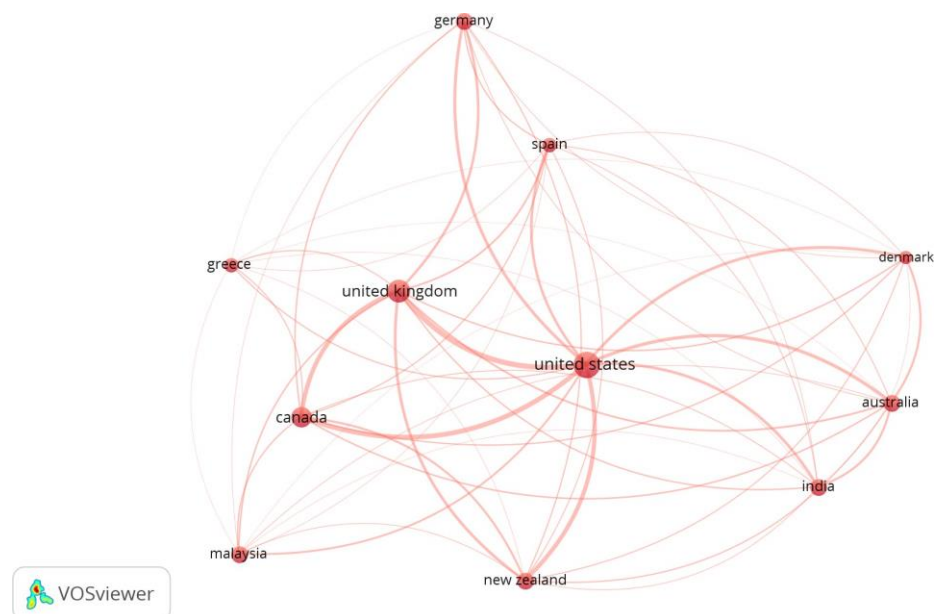 germany
spain
denmark
greece
united kingdom
united states
australia
canada
india
malaysia
new zealand
VOSviewer